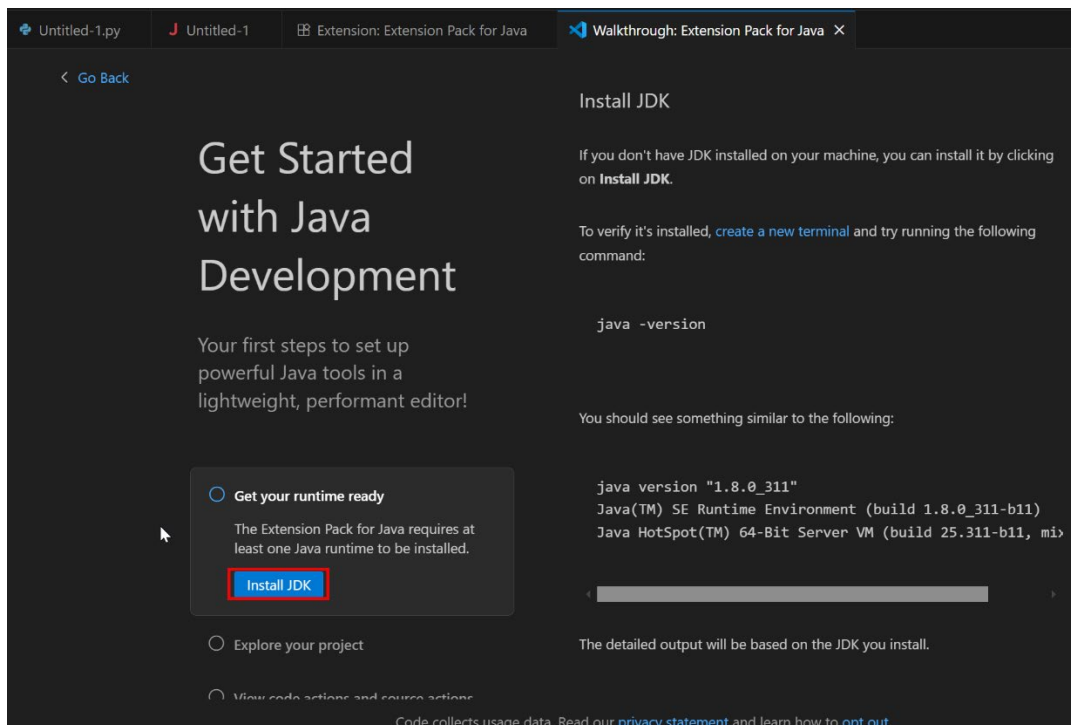 Untitled-1.py
J Untitled-1
Extension: Extension Pack for Java
Walkthrough: Extension Pack for Java
Go Back
Get Started
with Java
Development
Your first steps to set up
powerful Java tools in a
lightweight, performant editor!
Get your runtime ready
The Extension Pack for Java requires at
least one Java runtime to be installed.
Install JDK
Explore your project
View code actions and source actions
Install JDK
If you don't have JDK installed on your machine, you can install it by clicking
on Install JDK.
To verify it's installed, create a new terminal and try running the following
command:
java -version
You should see something similar to the following:
java version "1.8.0_311"
Java(TM) SE Runtime Environment (build 1.8.0_311-b11)
Java HotSpot(TM) 64-Bit Server VM (build 25.311-b11,
The detailed output will be based on the JDK you install.
Code collects usage data. Read our privacy statement and learn how to opt out